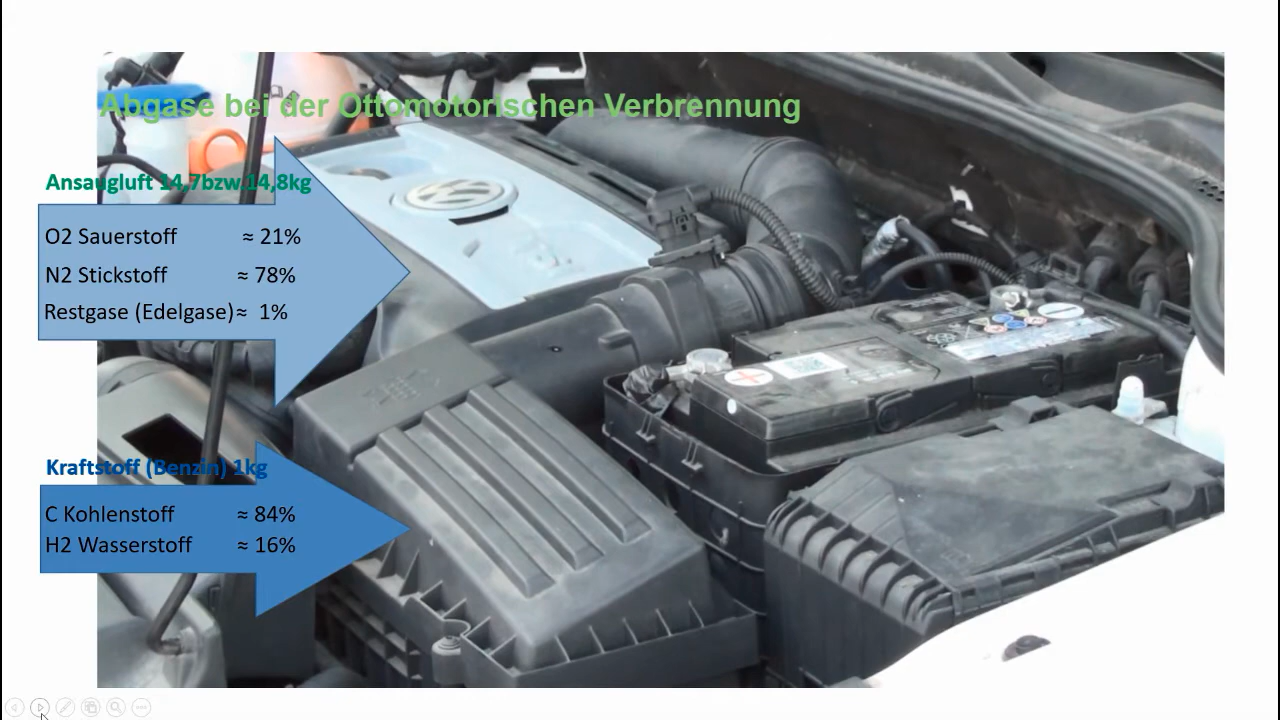 Abgase bei der Ottomotorischen Verbrennung
Ansaugluft 14,7bzw.14,8kg
O2 Sauerstoff ≈ 21%
N2 Stickstoff ≈ 78%
Restgase (Edelgase)≈ 1%
Kraftstoff (Benzin) 1kg
C Kohlenstoff ≈ 84%
H2 Wasserstoff ≈ 16%